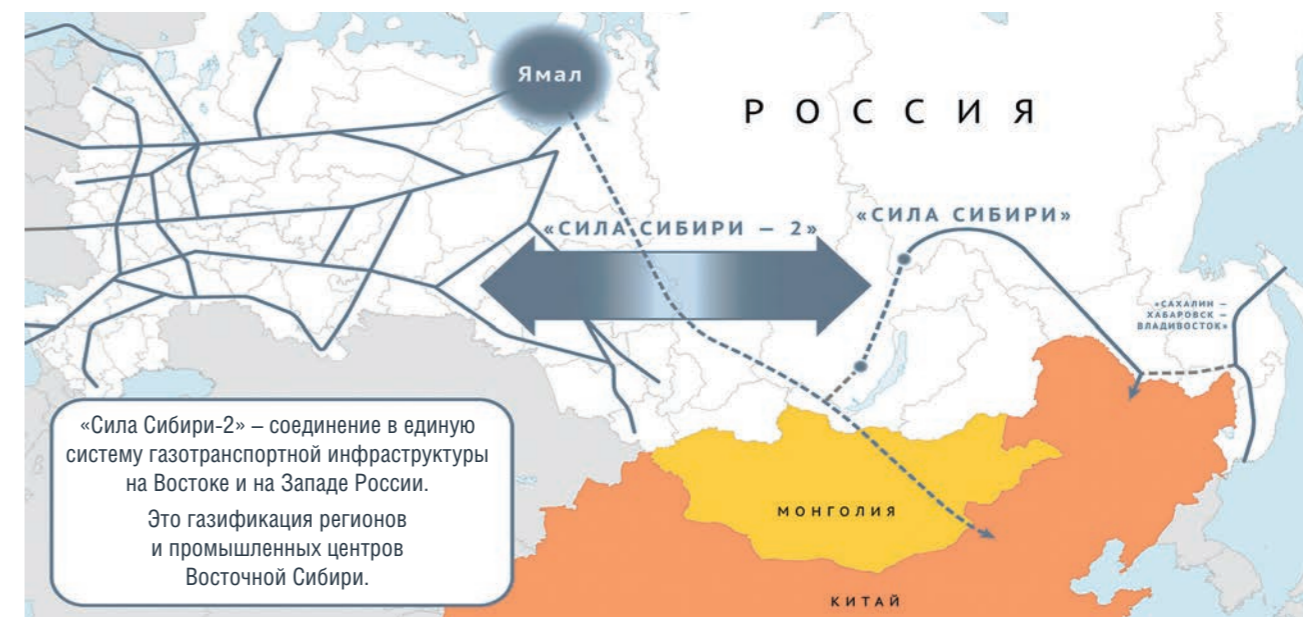 Ямал
РОССИЯ
«СИЛА СИБИРИ – 2»
«СИЛА СИБИРИ»
«САХАЛИН –
ХАБАРОВСК –
ВЛАДИВОСТОК»
«Сила Сибири-2» – соединение в единую
систему газотранспортной инфраструктуры
на Востоке и на Западе России.
Это газификация регионов
и промышленных центров
Восточной Сибири.
МОНГОЛИЯ
КИТАЙ